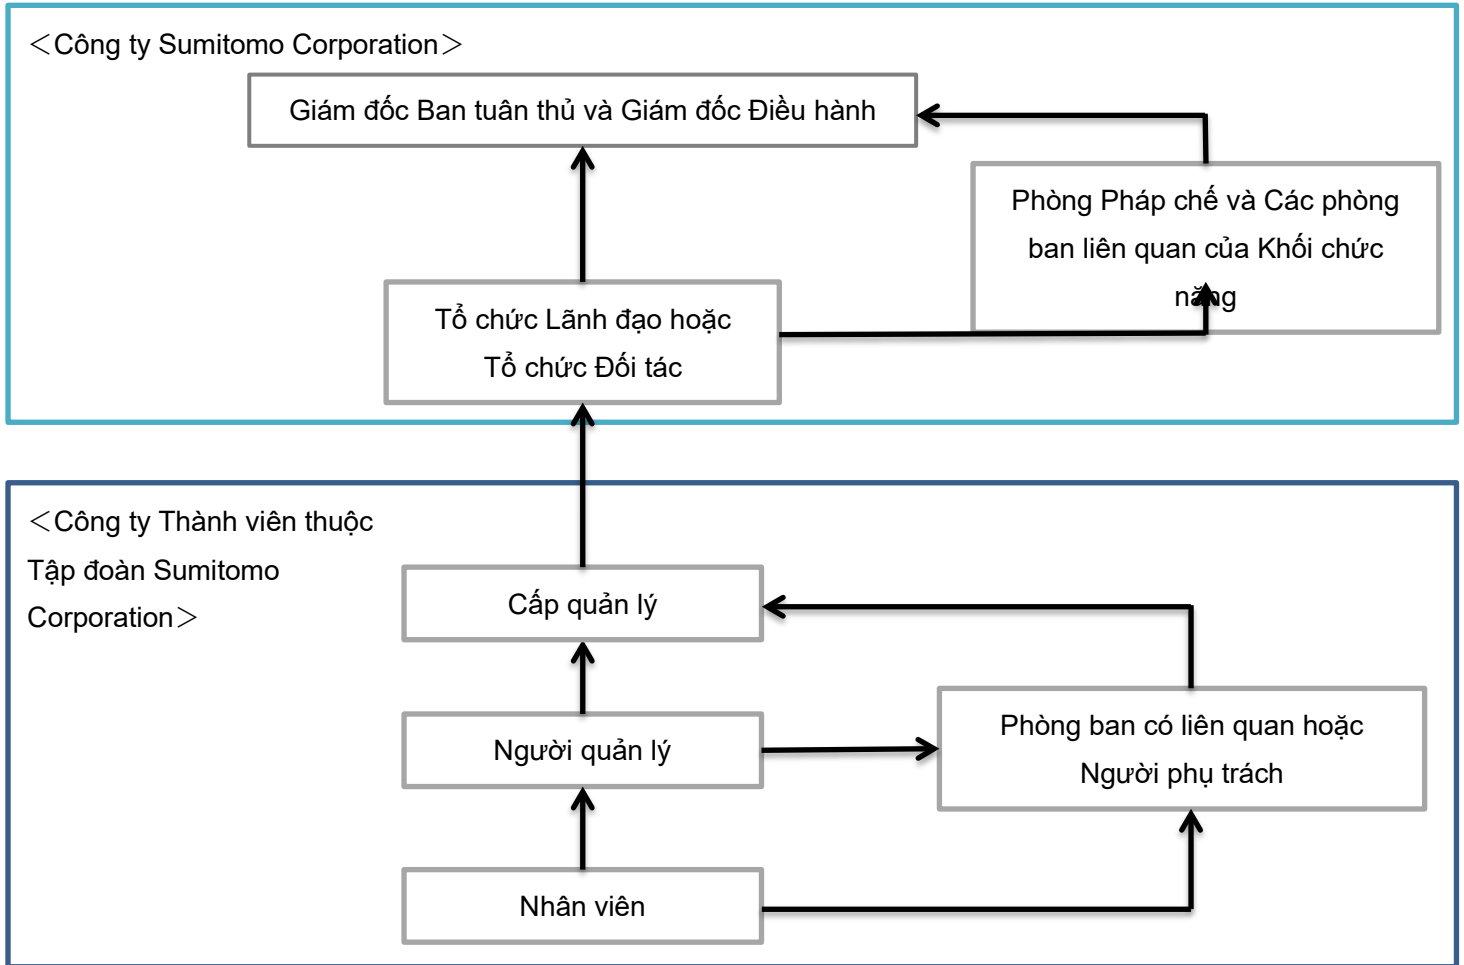 ＜Công ty Sumitomo Corporation＞
Giám đốc Ban tuân thủ và Giám đốc Điều hành
Phòng Pháp chế và Các phòng
ban liên quan của Khối chức
năng
Tổ chức Lãnh đạo hoặc
Tổ chức Đối tác
＜Công ty Thành viên thuộc
Tập đoàn Sumitomo
Corporation＞
Cấp quản lý
Người quản lý
Phòng ban có liên quan hoặc
Người phụ trách
Nhân viên